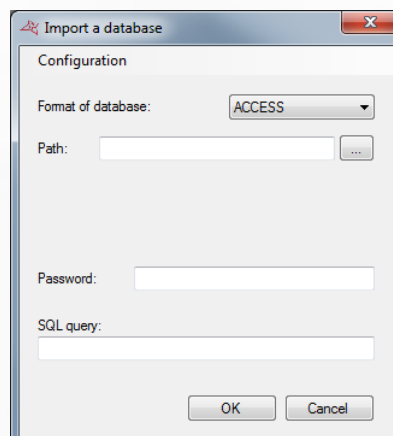 Import a database
Configuration
Format of database: ACCESS
Path: ...
Password:
SQL query:
OK Cancel